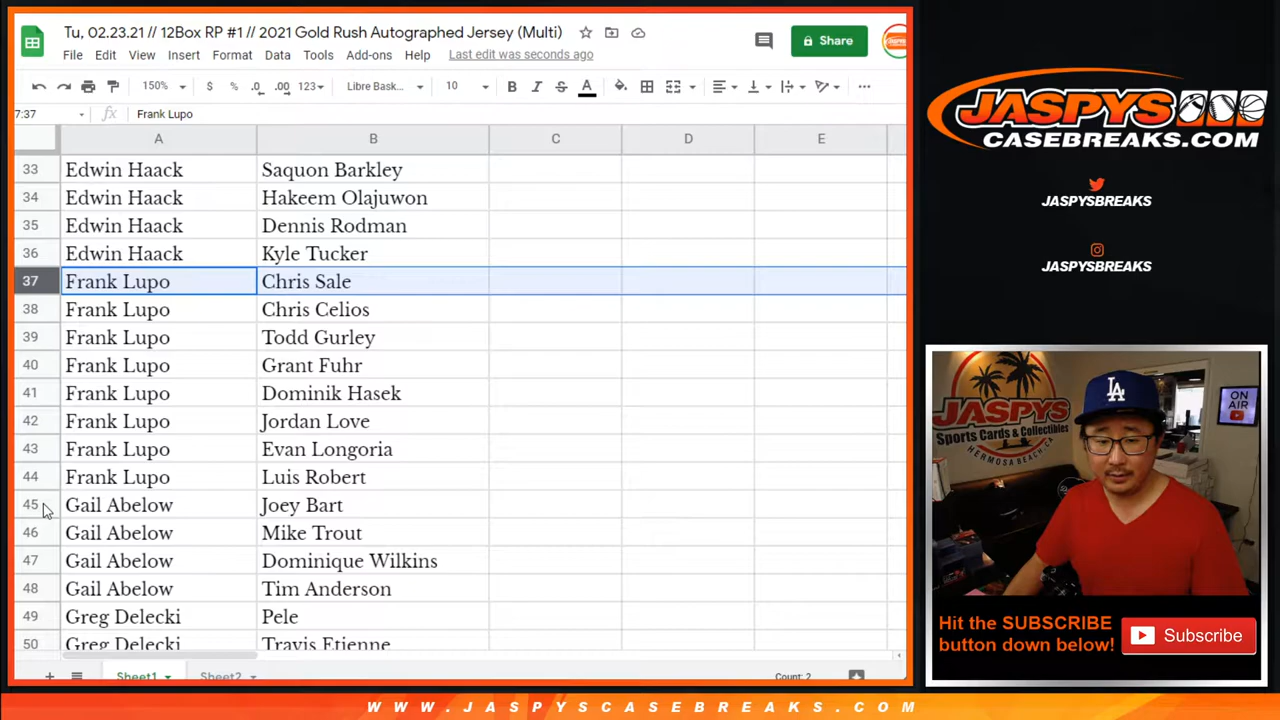 Tu, 02.23.21 // 12Box RP #1 // 2021 Gold Rush Autographed Jersey (Multi)
File Edit View Insert Format Data Tools Add-ons Help Last edit was seconds ago
Share
150% $ % .0 .00 123 Libre Bask... 10 B I S A
7:37 fx Frank Lupo
A B C D E
33 Edwin Haack Saquon Barkley
34 Edwin Haack Hakeem Olajuwon
35 Edwin Haack Dennis Rodman
36 Edwin Haack Kyle Tucker
37 Frank Lupo Chris Sale
38 Frank Lupo Chris Celios
39 Frank Lupo Todd Gurley
40 Frank Lupo Grant Fuhr
41 Frank Lupo Dominik Hasek
42 Frank Lupo Jordan Love
43 Frank Lupo Evan Longoria
44 Frank Lupo Luis Robert
45 Gail Abelow Joey Bart
46 Gail Abelow Mike Trout
47 Gail Abelow Dominique Wilkins
48 Gail Abelow Tim Anderson
49 Greg Delecki Pele
50 Greg Delecki Travis Etienne
Sheet1 Sheet2 Count: 2
JASPYS
CASEBREAKS.COM
JASPYSBREAKS
JASPYSBREAKS
JASPYS
Sports Cards & Collectibles
HERMOSA BEACH, CA
LA
ON
AIR
Hit the SUBSCRIBE
button down below!
Subscribe
WWW.JASPYSCASEBREAKS.COM